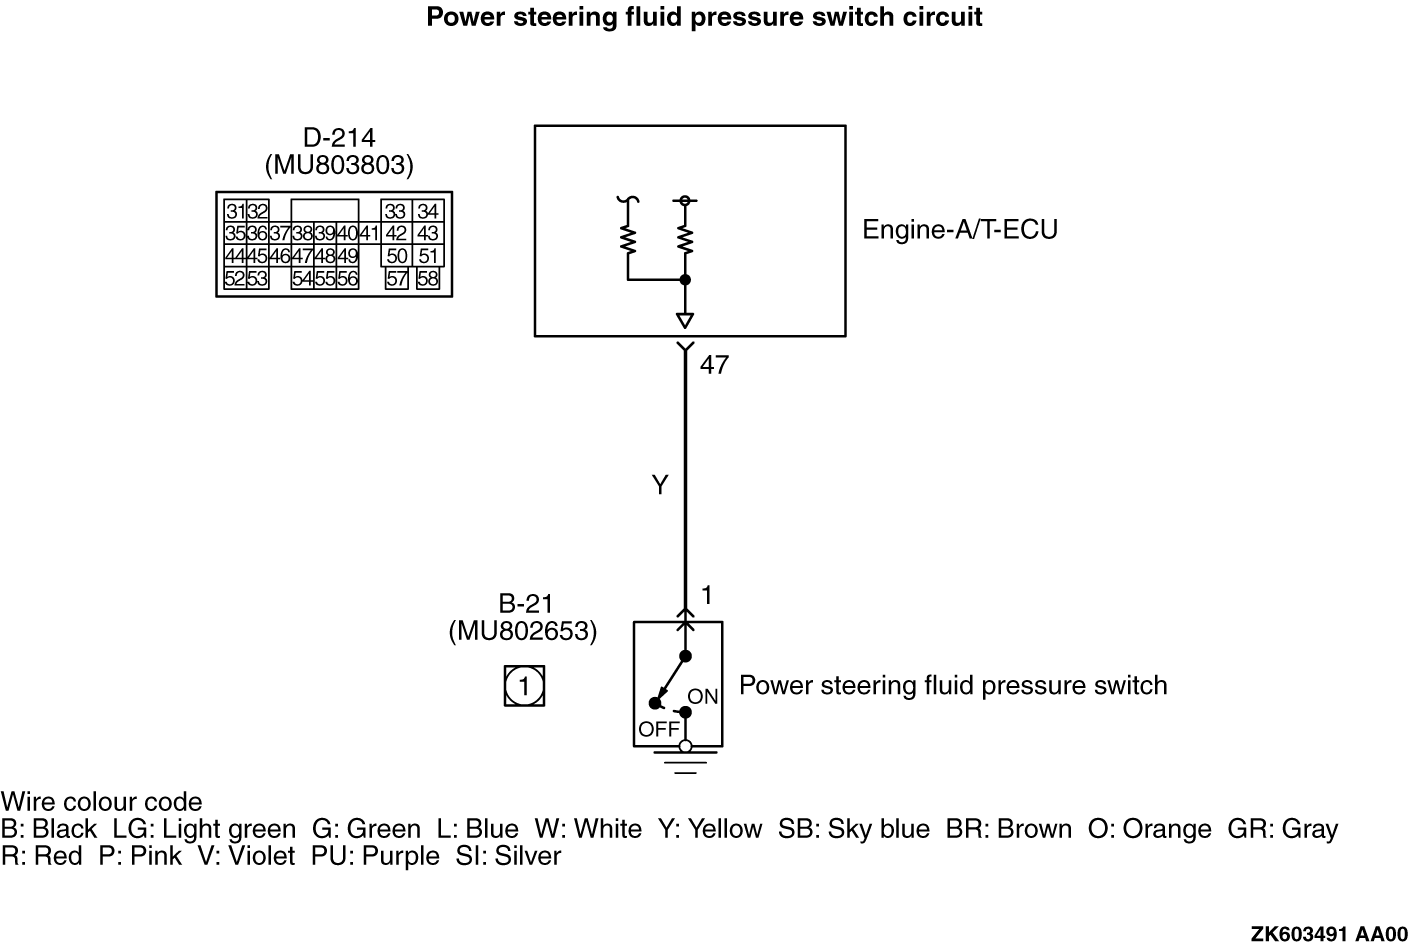 Power steering fluid pressure switch circuit
D-214
(MU803803)
31 32 33 34
35 36 37 38 39 40 41 42 43
44 45 46 47 48 49 50 51
52 53 54 55 56 57 58
Engine-A/T-ECU
47
Y
1
B-21
(MU802653)
1
Power steering fluid pressure switch
ON
OFF
Wire colour code
B: Black LG: Light green G: Green L: Blue W: White Y: Yellow SB: Sky blue BR: Brown O: Orange GR: Gray
R: Red P: Pink V: Violet PU: Purple SI: Silver
ZK603491 AA00